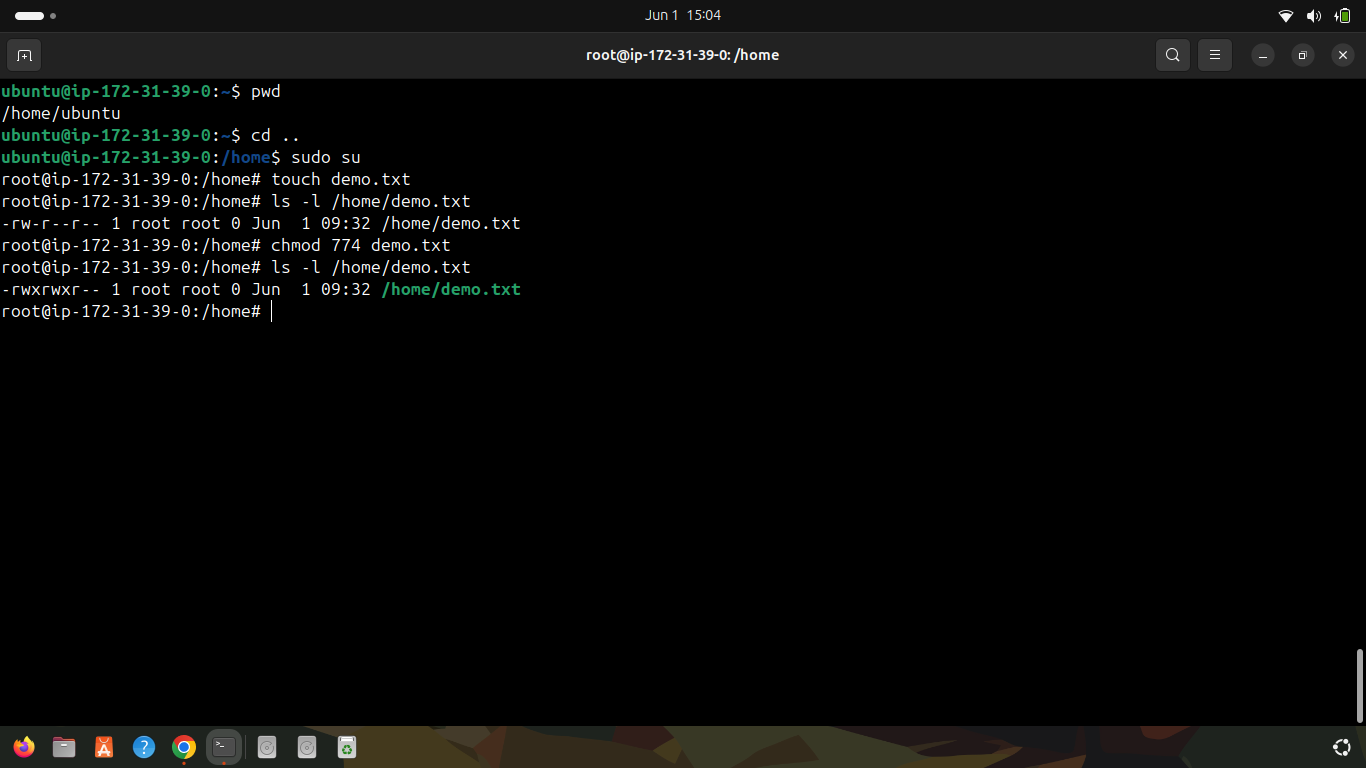 Jun 1 15:04
root@ip-172-31-39-0: /home
ubuntu@ip-172-31-39-0:~$ pwd
/home/ubuntu
ubuntu@ip-172-31-39-0:~$ cd ..
ubuntu@ip-172-31-39-0:/home$ sudo su
root@ip-172-31-39-0:/home# touch demo.txt
root@ip-172-31-39-0:/home# ls -l /home/demo.txt
-rw-r--r-- 1 root root 0 Jun  1 09:32 /home/demo.txt
root@ip-172-31-39-0:/home# chmod 774 demo.txt
root@ip-172-31-39-0:/home# ls -l /home/demo.txt
-rwxrwxr-- 1 root root 0 Jun  1 09:32 /home/demo.txt
root@ip-172-31-39-0:/home#